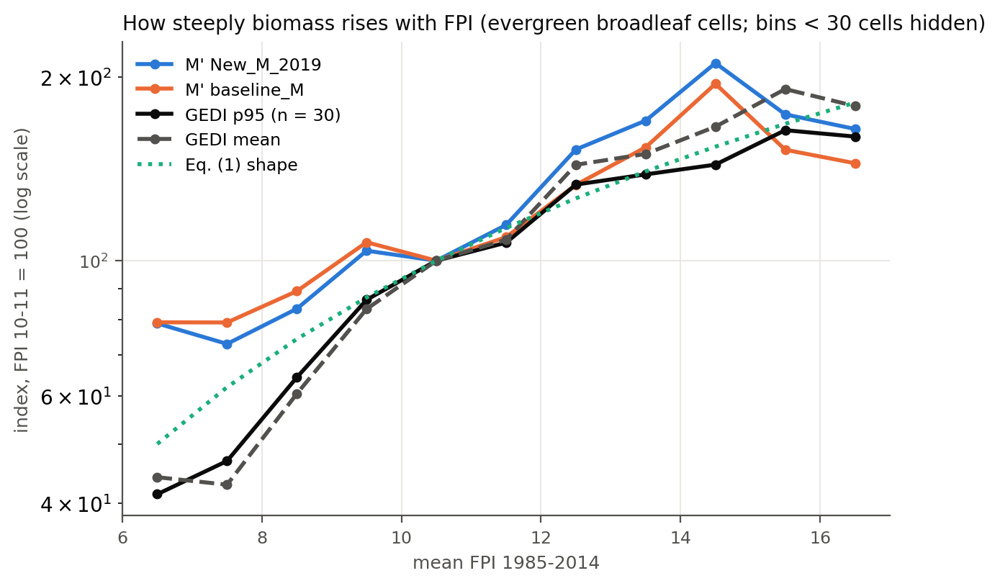 How steeply biomass rises with FPI (evergreen broadleaf cells; bins < 30 cells hidden)
M' New_M_2019
M' baseline_M
GEDI p95 (n = 30)
GEDI mean
Eq. (1) shape
index, FPI 10-11 = 100 (log scale)
2 × 10²
10²
6 × 10¹
4 × 10¹
6 8 10 12 14 16
mean FPI 1985-2014